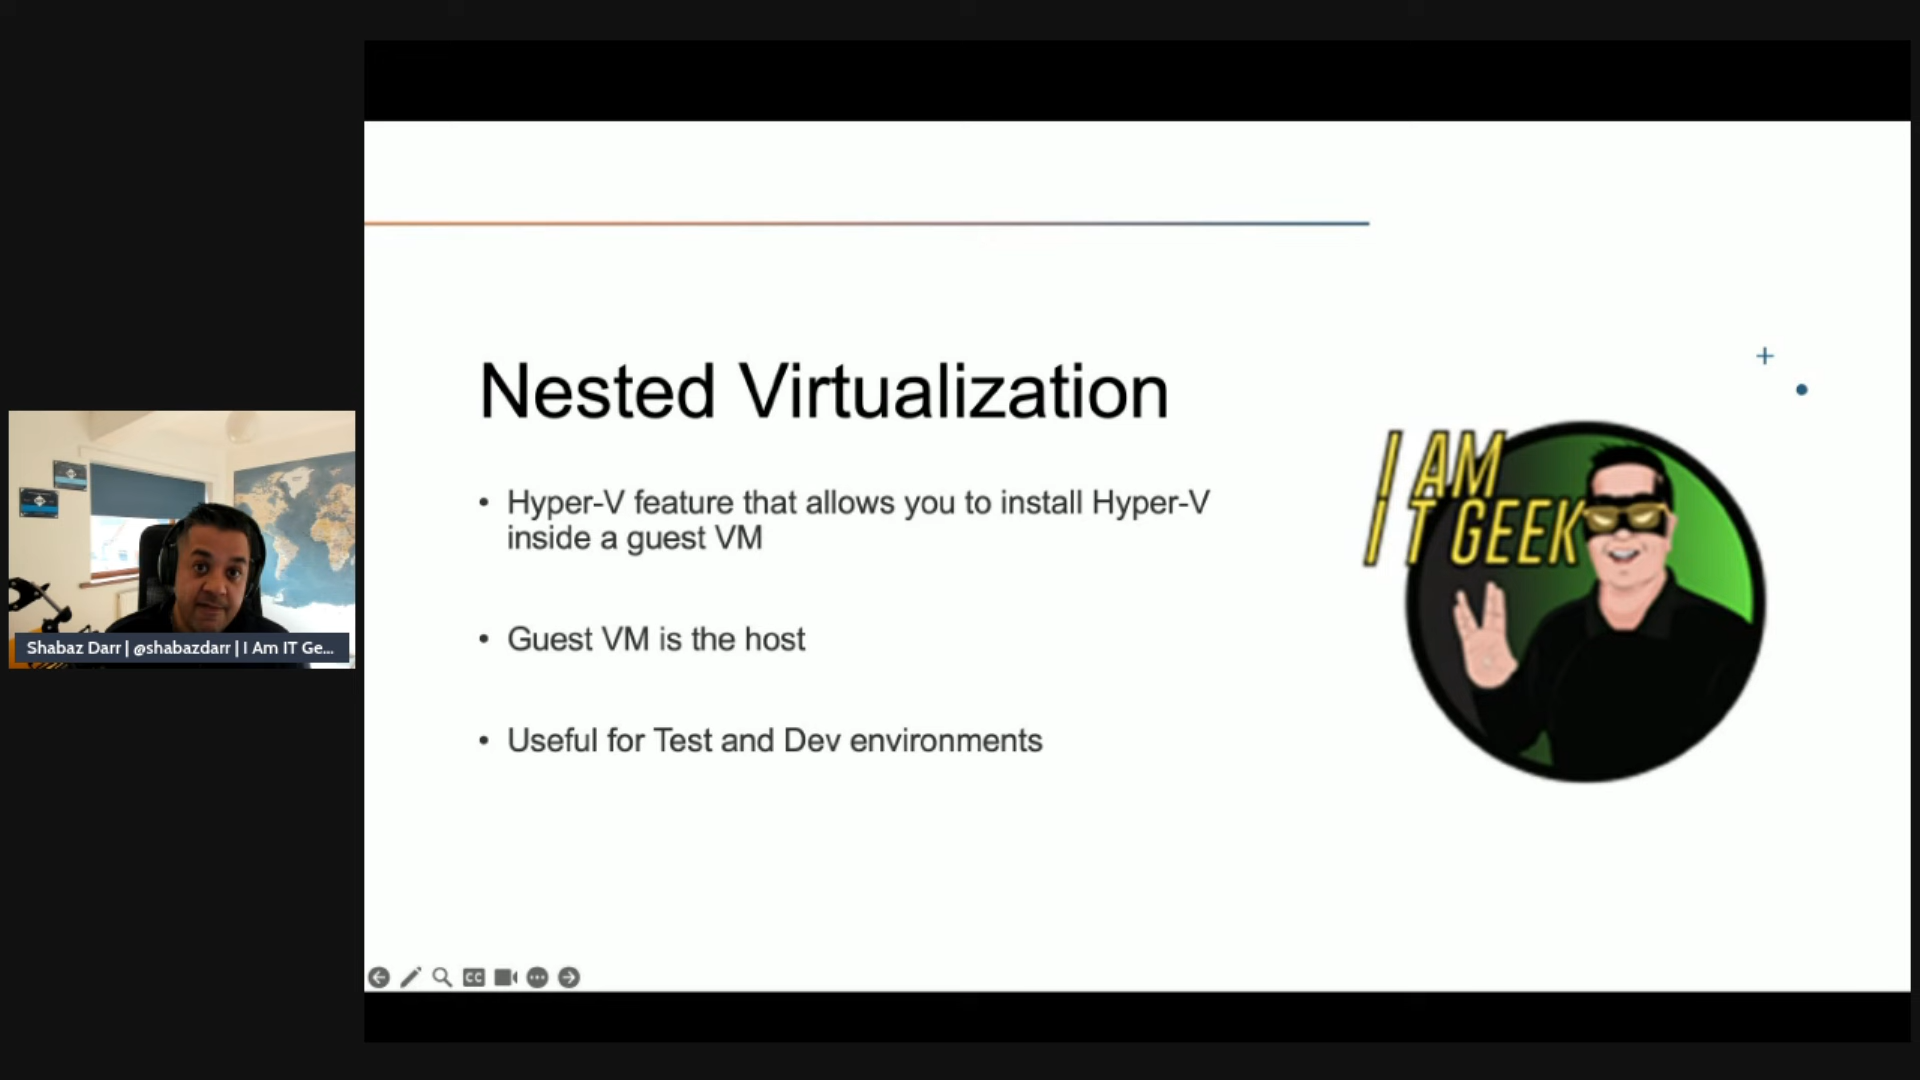 Nested Virtualization
• Hyper-V feature that allows you to install Hyper-V
inside a guest VM
• Guest VM is the host
• Useful for Test and Dev environments
I AM
I T GEEK
Shabaz Darr | @shabazdarr | I Am IT Ge...
CC